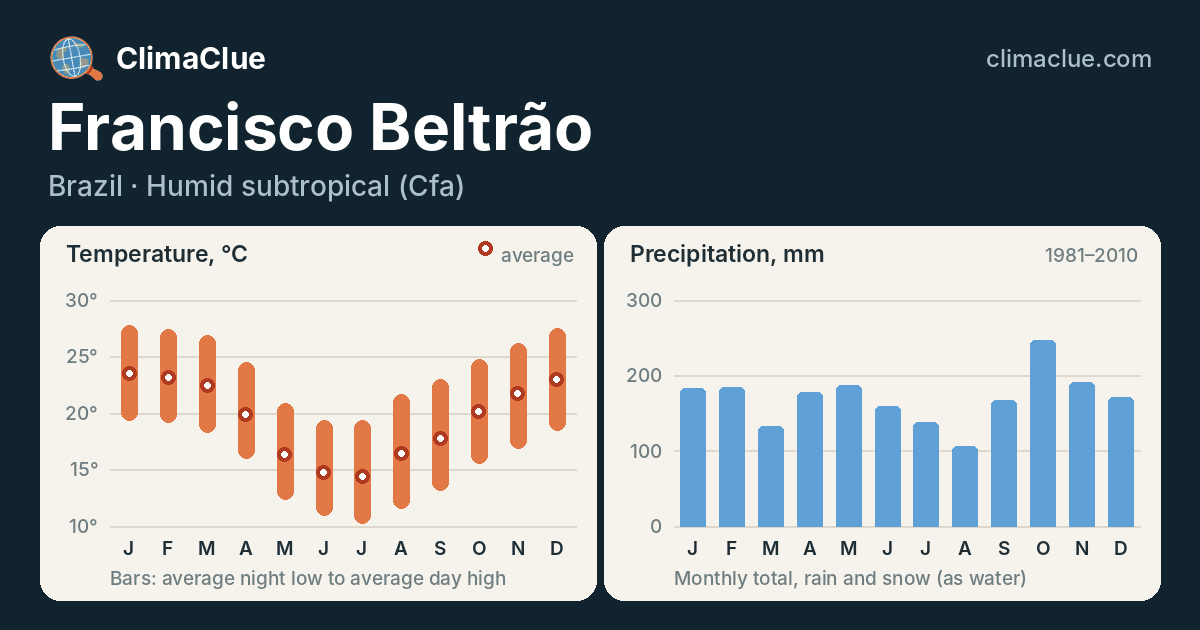 ClimaClue
climaclue.com
Francisco Beltrão
Brazil · Humid subtropical (Cfa)
Temperature, °C
average
30°
25°
20°
15°
10°
J F M A M J J A S O N D
Bars: average night low to average day high
Precipitation, mm
1981–2010
300
200
100
0
J F M A M J J A S O N D
Monthly total, rain and snow (as water)